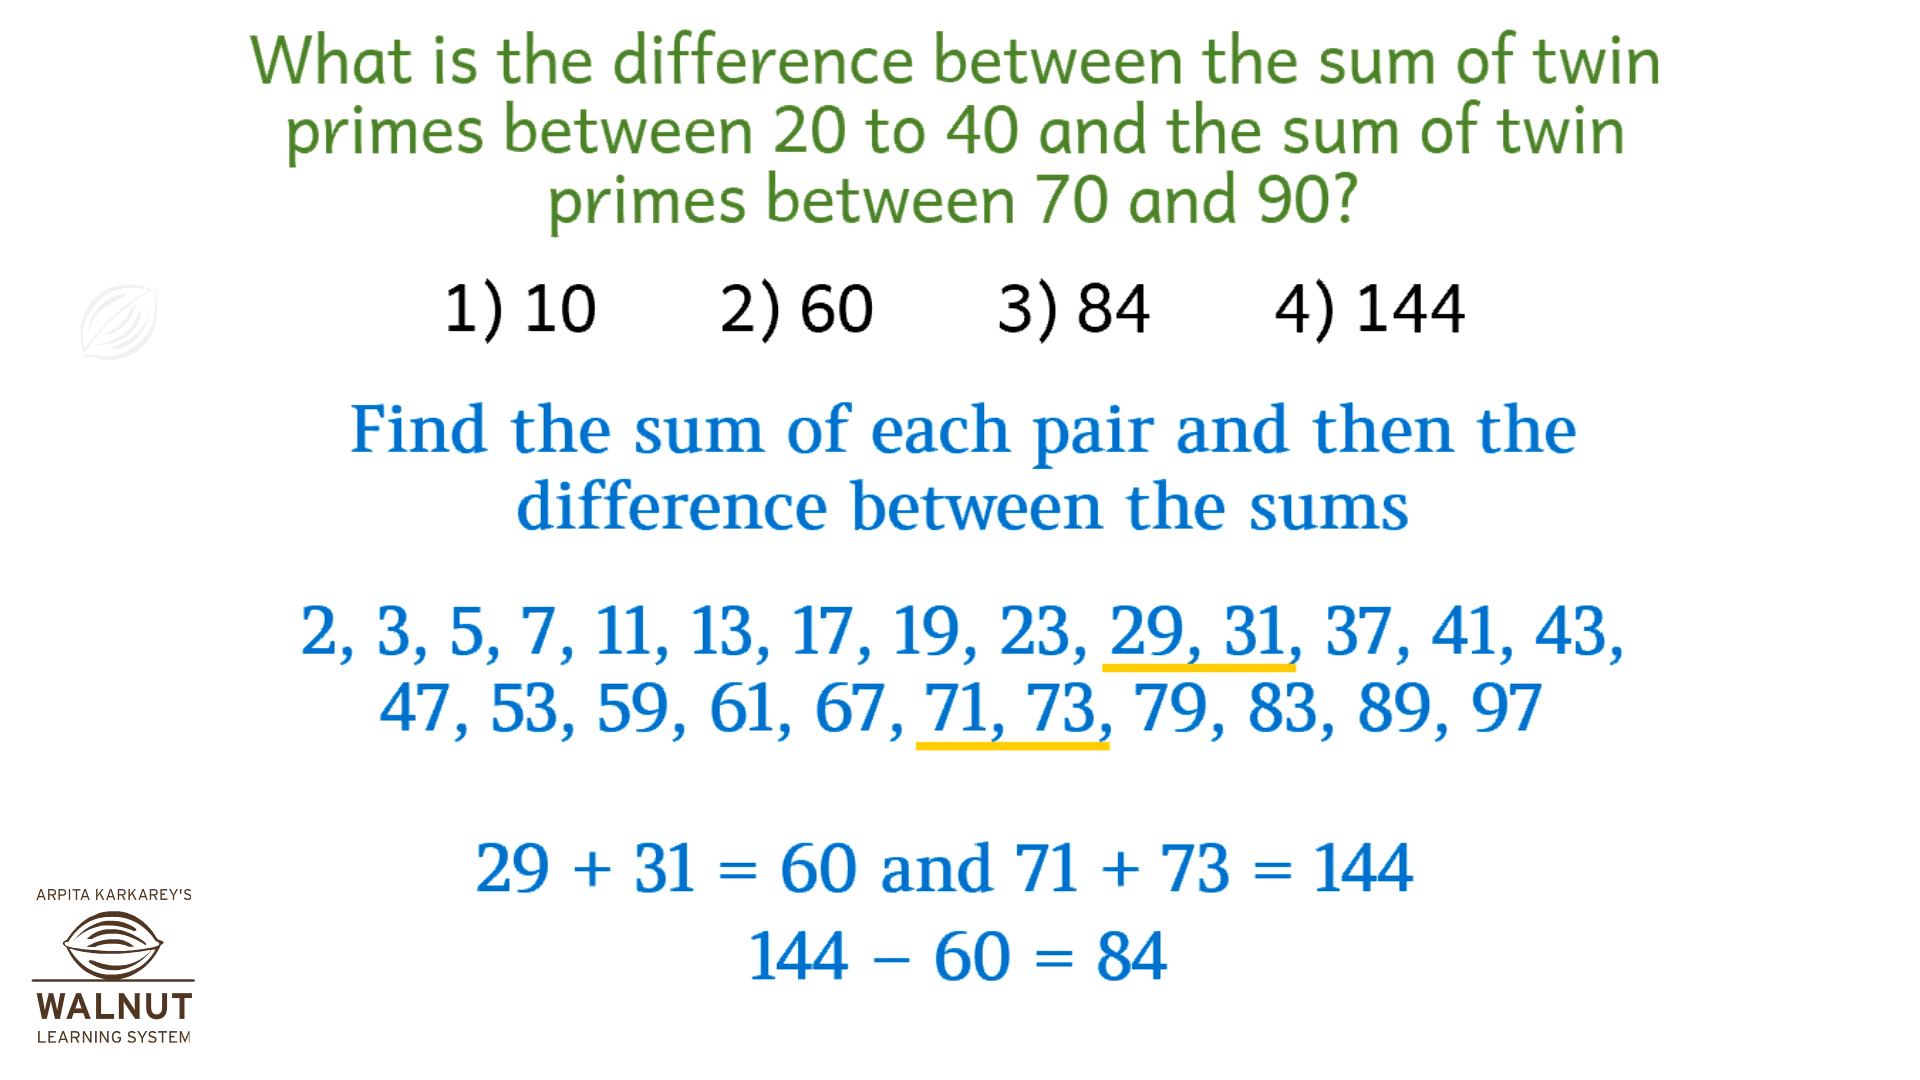 What is the difference between the sum of twin
primes between 20 to 40 and the sum of twin
primes between 70 and 90?
1) 10 2) 60 3) 84 4) 144
Find the sum of each pair and then the
difference between the sums
2, 3, 5, 7, 11, 13, 17, 19, 23, 29, 31, 37, 41, 43,
47, 53, 59, 61, 67, 71, 73, 79, 83, 89, 97
29 + 31 = 60 and 71 + 73 = 144
144 – 60 = 84
ARPITA KARKAREY'S
WALNUT
LEARNING SYSTEM